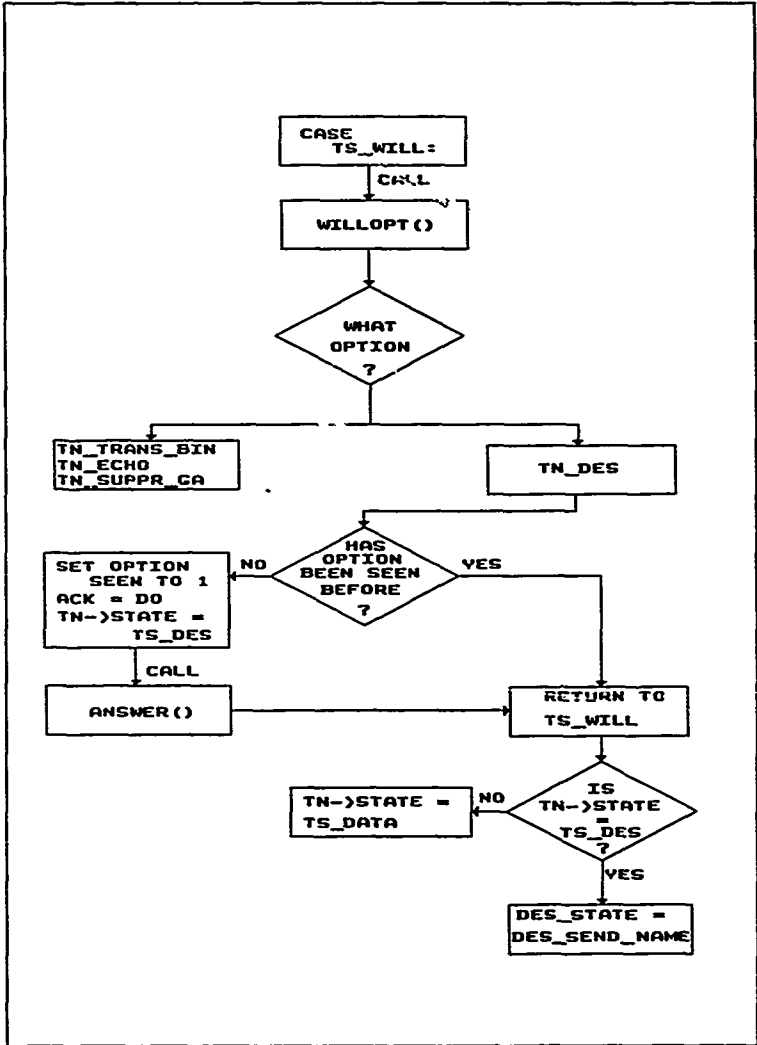 CASE
TS_WILL:
CALL
WILLOPT()
WHAT
OPTION
?
TN_TRANS_BIN
TN_ECHO
TN_SUPPR_GA
TN_DES
HAS
OPTION
BEEN SEEN
BEFORE
?
NO
YES
SET OPTION
SEEN TO 1
ACK = DO
TN->STATE =
TS_DES
CALL
ANSWER()
RETURN TO
TS_WILL
IS
TN->STATE
=
TS_DES
?
NO
TN->STATE =
TS_DATA
YES
DES_STATE =
DES_SEND_NAME